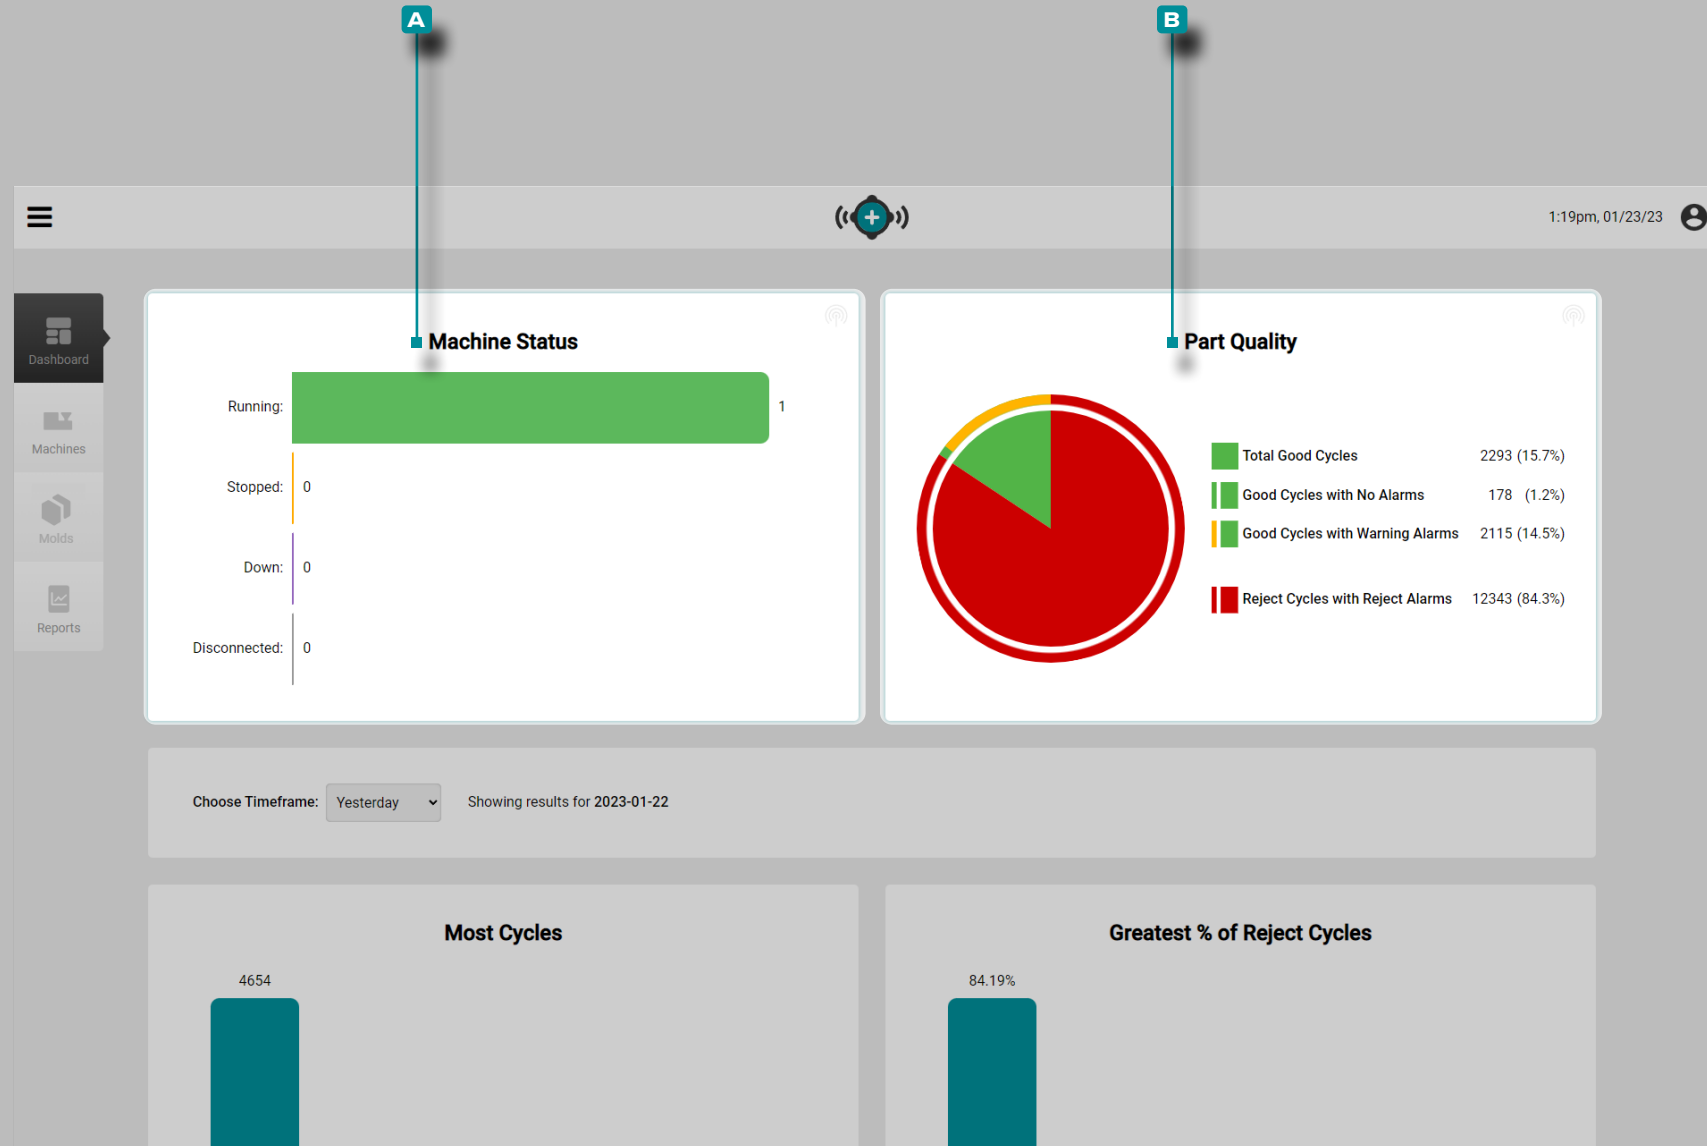 A
B
1:19pm, 01/23/23
Dashboard
Machines
Molds
Reports
Machine Status
Running: 1
Stopped: 0
Down: 0
Disconnected: 0
Part Quality
Total Good Cycles 2293 (15.7%)
Good Cycles with No Alarms 178 (1.2%)
Good Cycles with Warning Alarms 2115 (14.5%)
Reject Cycles with Reject Alarms 12343 (84.3%)
Choose Timeframe: Yesterday Showing results for 2023-01-22
Most Cycles
4654
Greatest % of Reject Cycles
84.19%